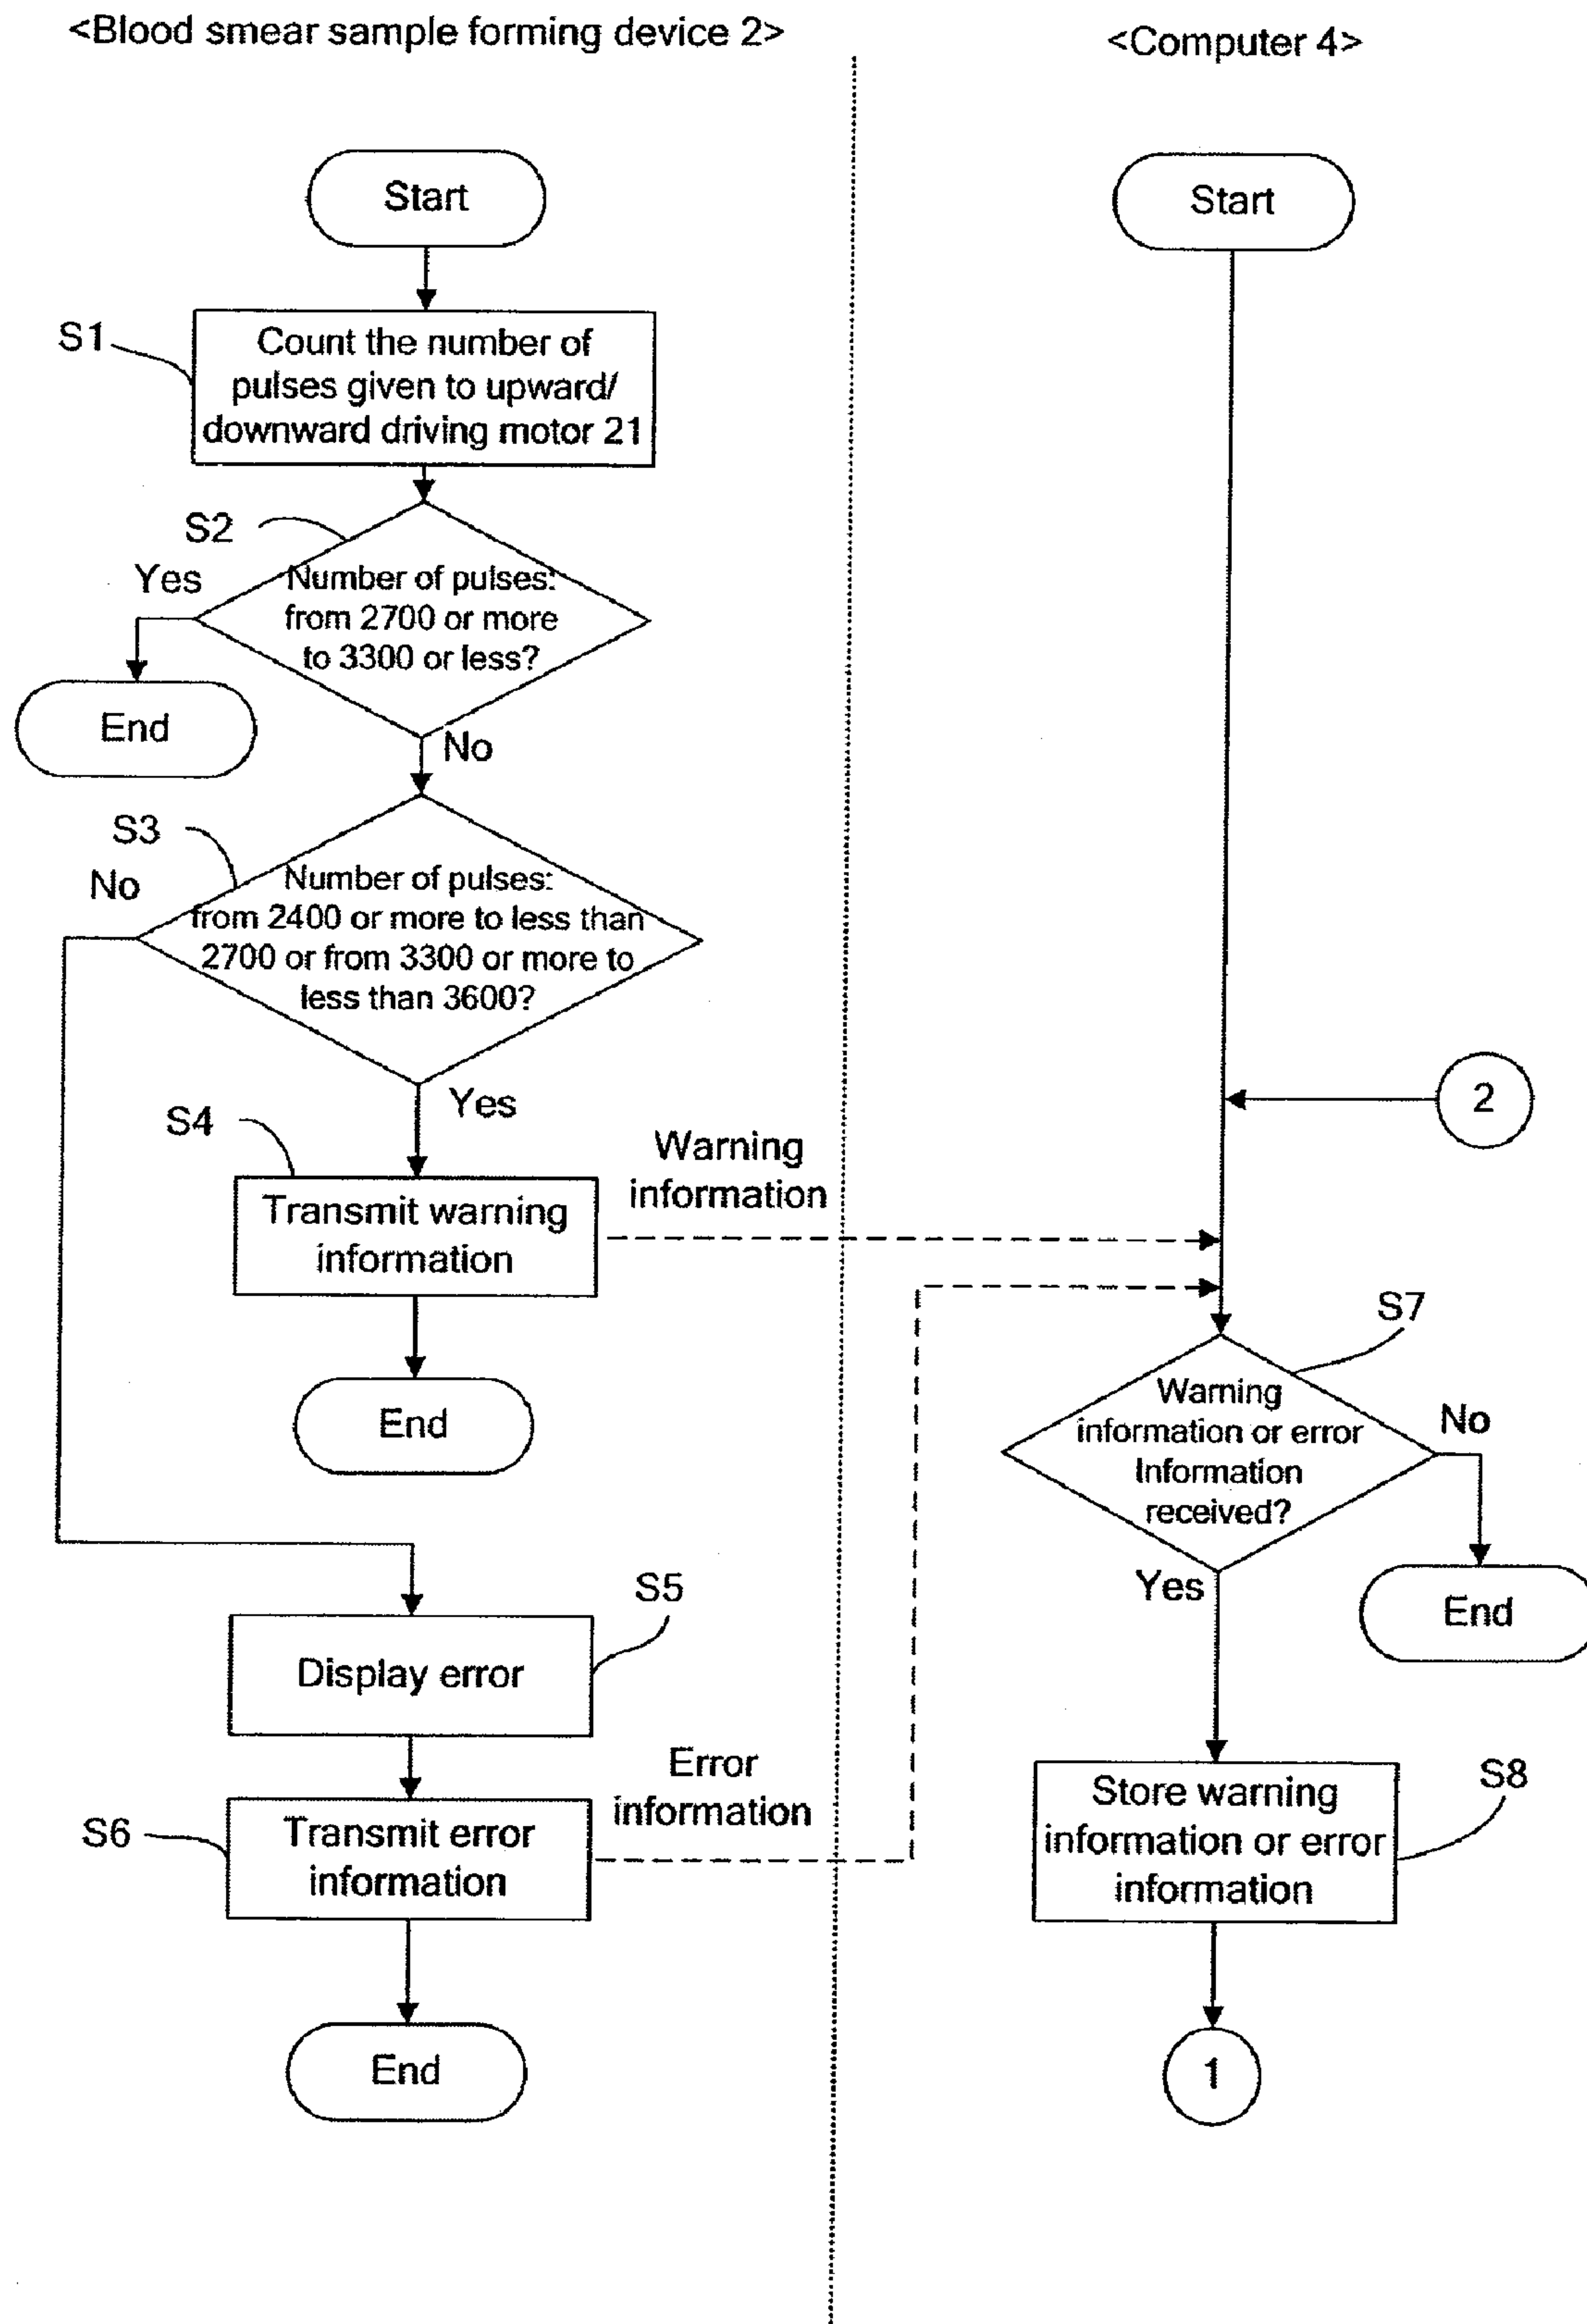 <Blood smear sample forming device 2>
Start
S1
Count the number of
pulses given to upward/
downward driving motor 21
S2
Yes
Number of pulses:
from 2700 or more
to 3300 or less?
End
No
S3
No
Number of pulses:
from 2400 or more to less than
2700 or from 3300 or more to
less than 3600?
Yes
S4
Transmit warning
information
Warning
information
End
S5
Display error
S6
Transmit error
information
Error
information
End
<Computer 4>
Start
2
S7
Warning
information or error
Information
received?
No
End
Yes
S8
Store warning
information or error
information
1